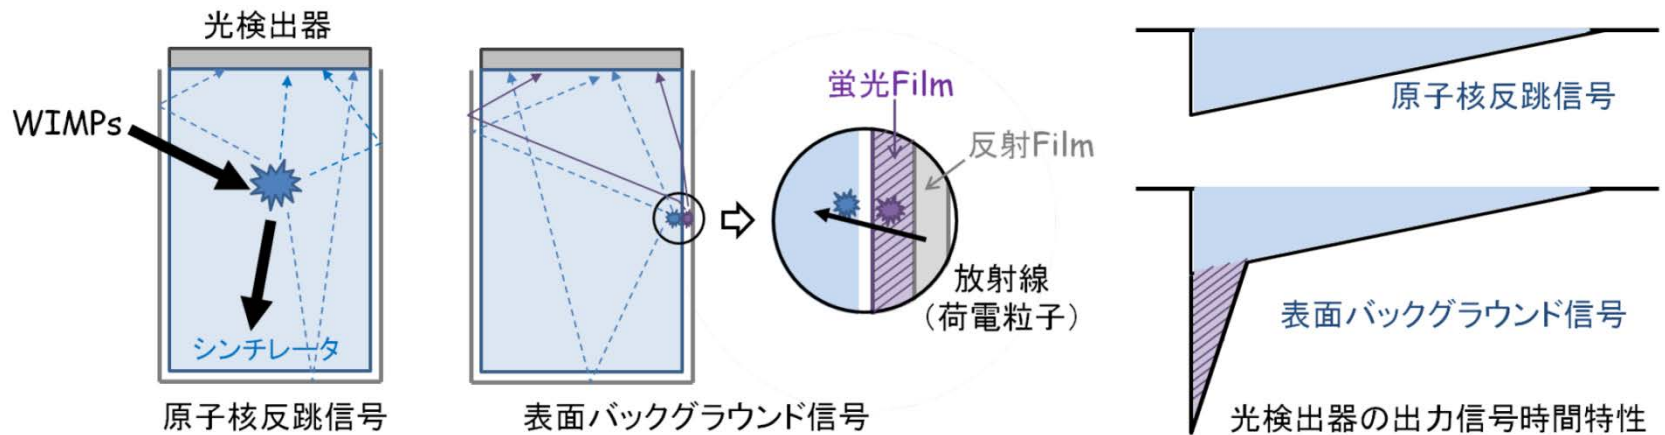 光検出器
WIMPs
シンチレータ
原子核反跳信号
蛍光Film
反射Film
放射線
(荷電粒子)
表面バックグラウンド信号
原子核反跳信号
表面バックグラウンド信号
光検出器の出力信号時間特性